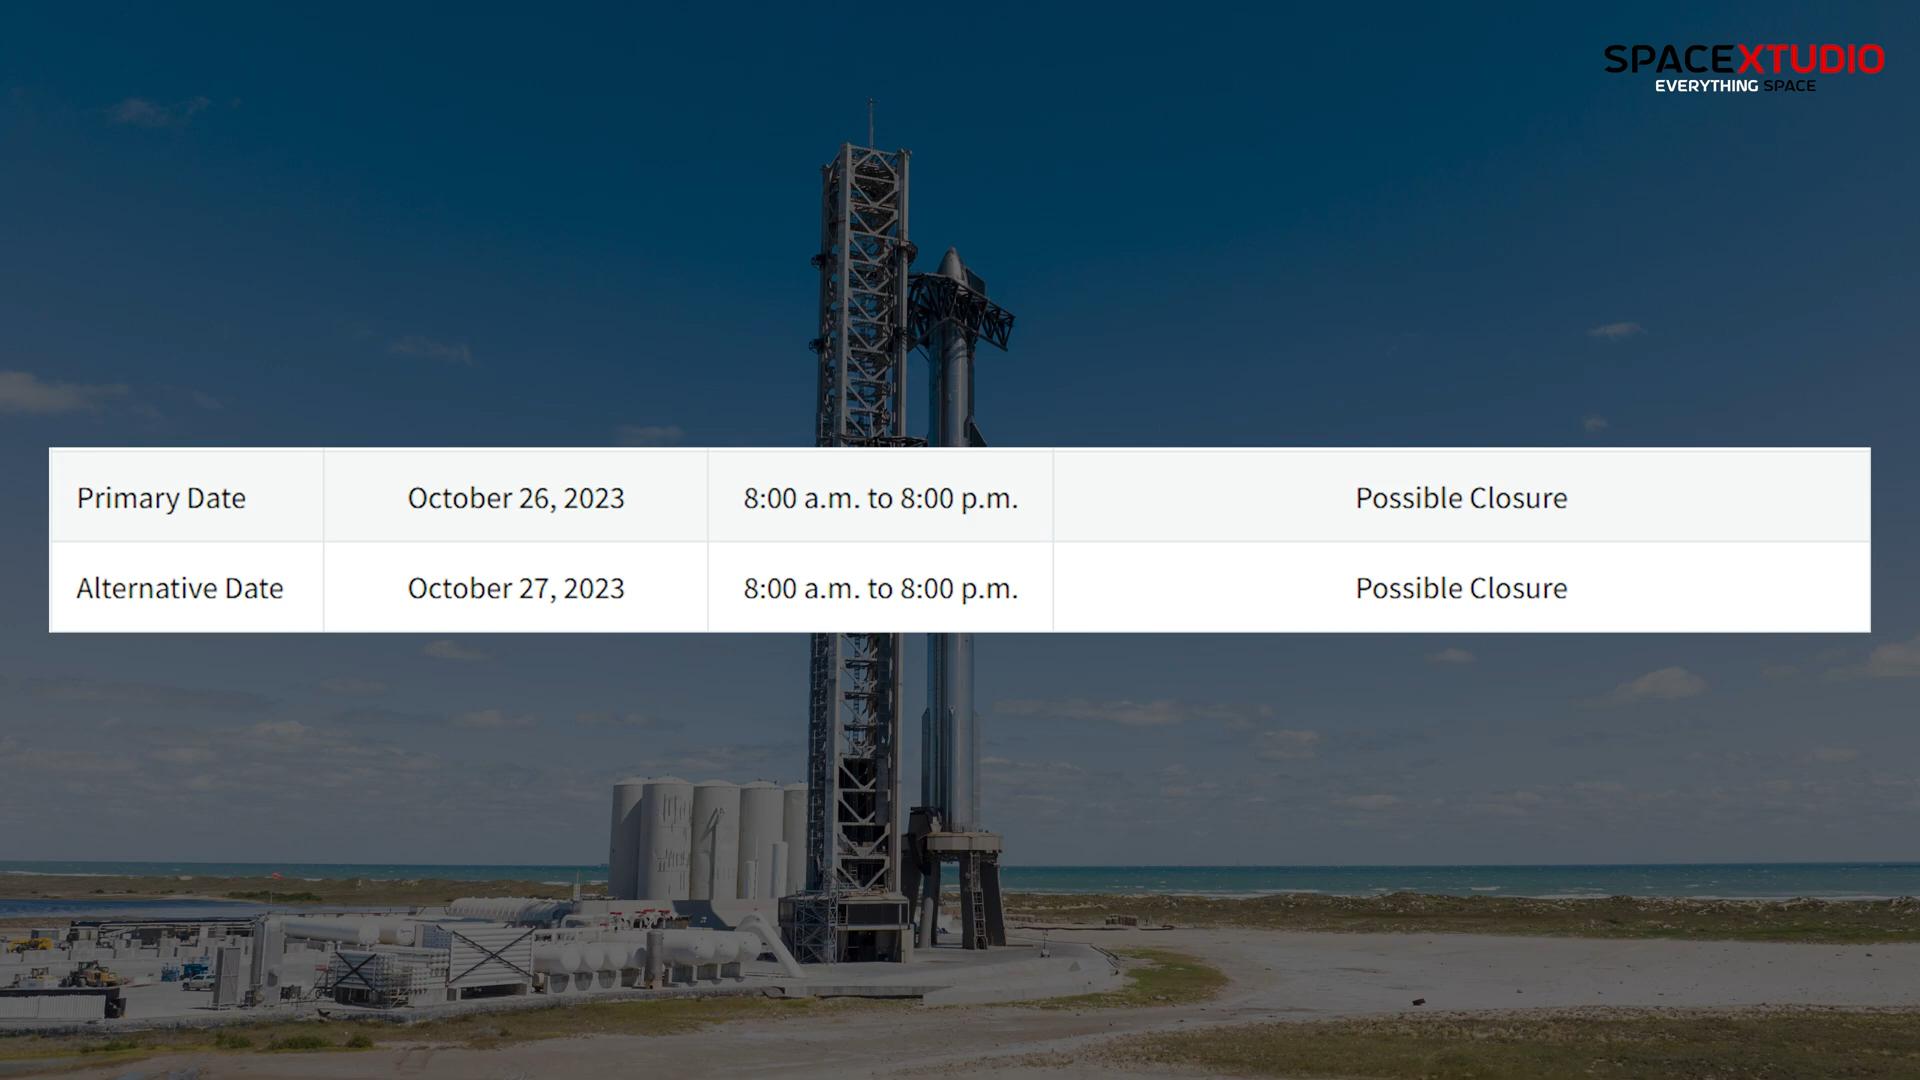 SPACEXTUDIO
EVERYTHING SPACE
Primary Date October 26, 2023 8:00 a.m. to 8:00 p.m. Possible Closure
Alternative Date October 27, 2023 8:00 a.m. to 8:00 p.m. Possible Closure